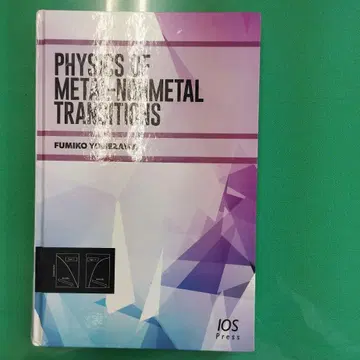 PHYSICS OF
METAL-NONMETAL
TRANSITIONS
FUMIKO YONEZAWA
IOS
Press